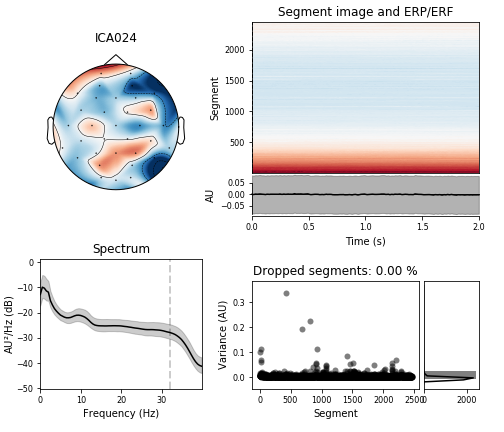 ICA024
Segment image and ERP/ERF
Segment
2000
1500
1000
500
AU
0.05
0.00
−0.05
0.0 0.5 1.0 1.5 2.0
Time (s)
Spectrum
AU²/Hz (dB)
0
−10
−20
−30
−40
−50
0 10 20 30
Frequency (Hz)
Dropped segments: 0.00 %
Variance (AU)
0.3
0.2
0.1
0.0
0 500 1000 1500 2000 2500
Segment
0 2000